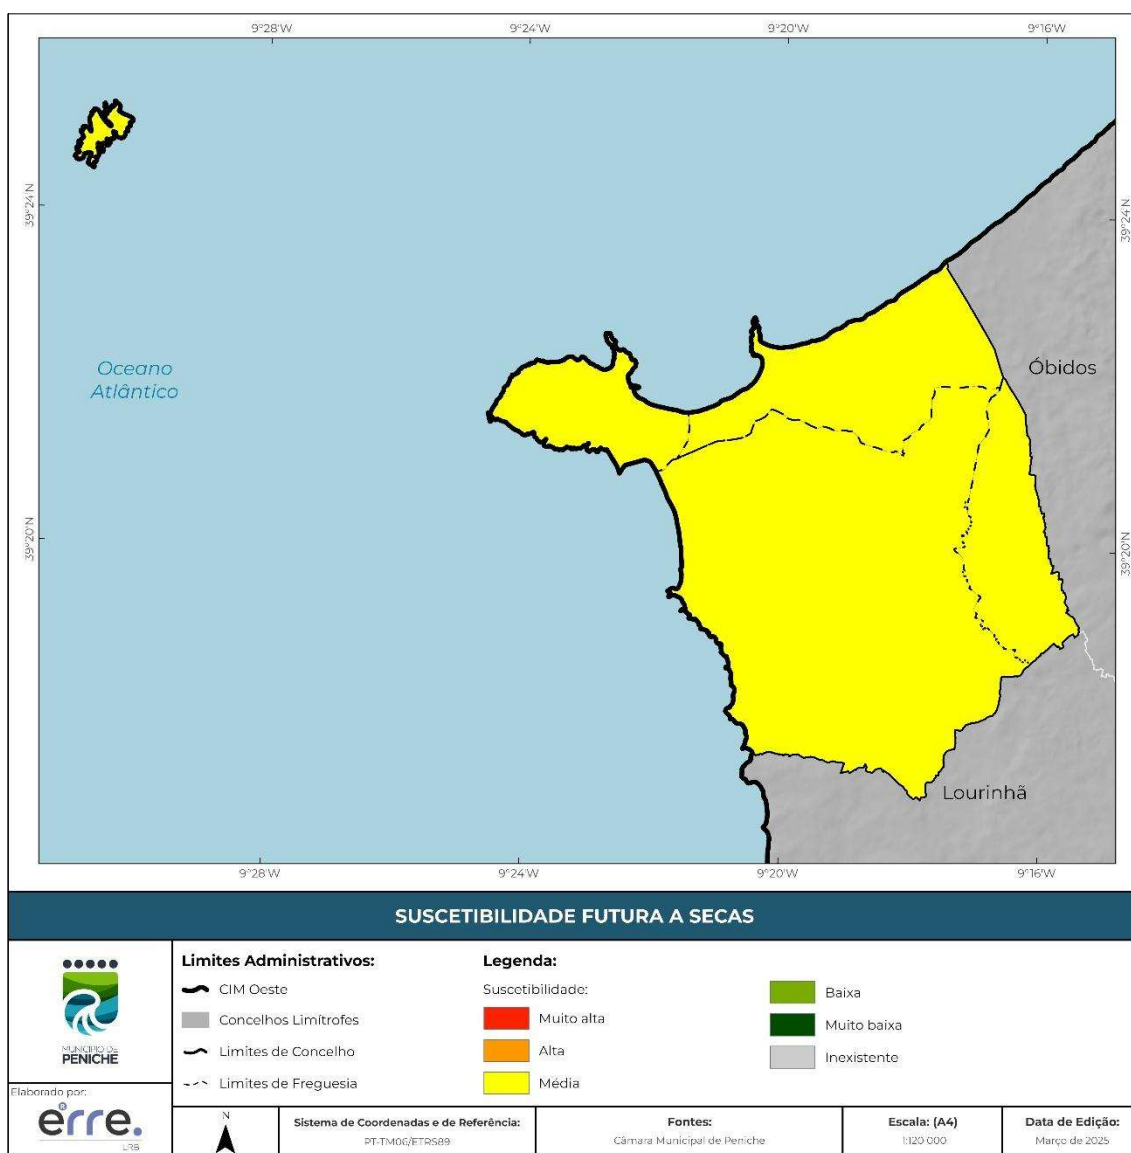 9°28'W
9°24'W
9°20'W
9°16'W
39°24'N
39°24'N
Óbidos
Oceano
Atlântico
39°20'N
39°20'N
Lourinhã
9°28'W
9°24'W
9°20'W
9°16'W
SUSCETIBILIDADE FUTURA A SECAS
MUNICÍPIO DE
PENICHE
Limites Administrativos:
CIM Oeste
Concelhos Limítrofes
Limites de Concelho
Limites de Freguesia
Legenda:
Suscetibilidade:
Muito alta
Alta
Média
Baixa
Muito baixa
Inexistente
Elaborado por:
erre.
LRB
N
Sistema de Coordenadas e de Referência:
PT-TM06/ETRS89
Fontes:
Câmara Municipal de Peniche
Escala: (A4)
1:120 000
Data de Edição:
Março de 2025